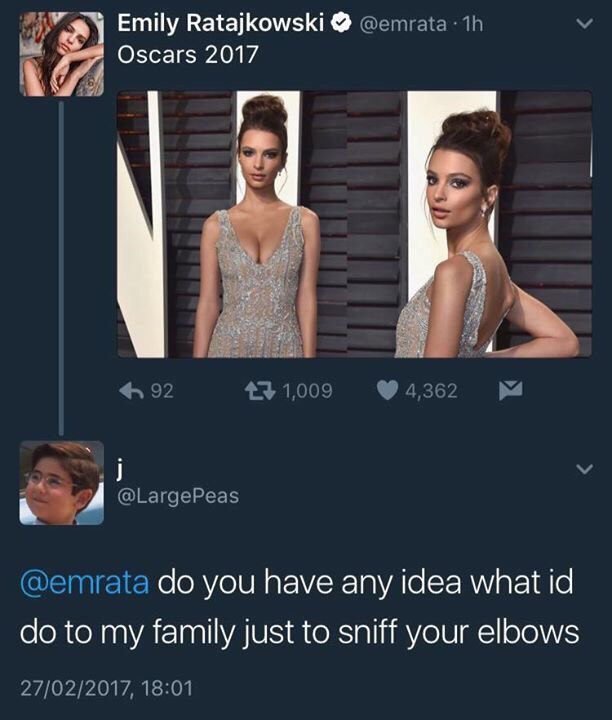 Emily Ratajkowski @emrata · 1h
Oscars 2017
92 1,009 4,362
j
@LargePeas
@emrata do you have any idea what id
do to my family just to sniff your elbows
27/02/2017, 18:01